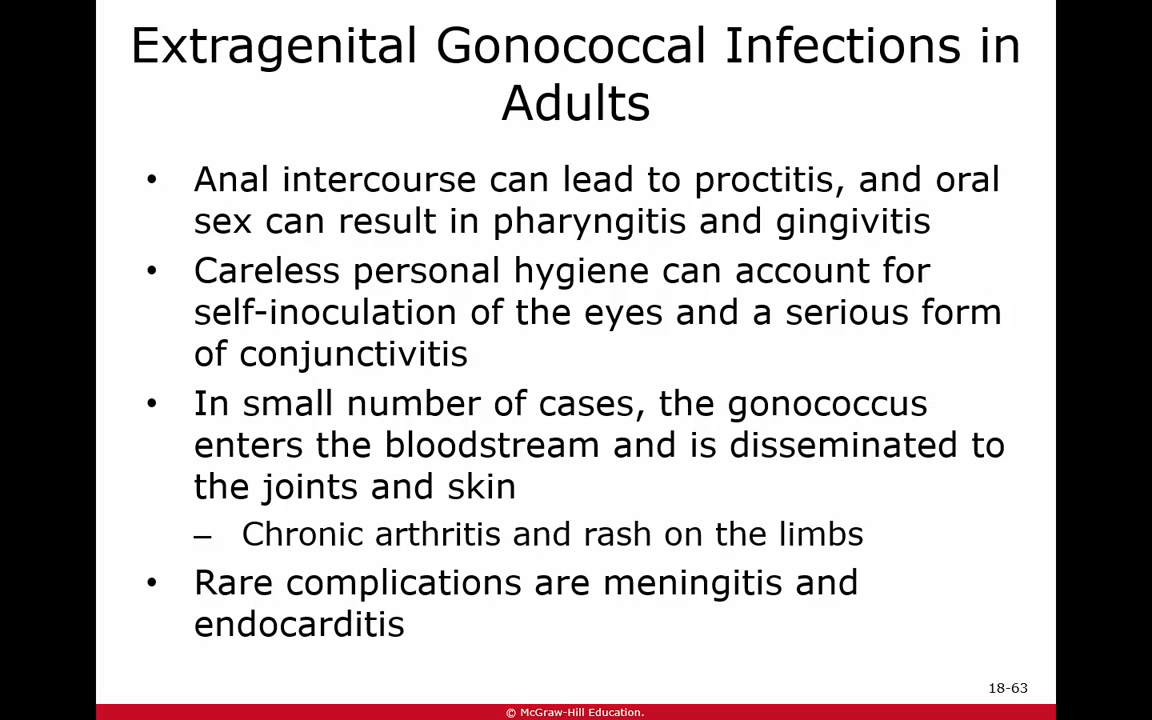 Extragenital Gonococcal Infections in
Adults
• Anal intercourse can lead to proctitis, and oral
sex can result in pharyngitis and gingivitis
• Careless personal hygiene can account for
self-inoculation of the eyes and a serious form
of conjunctivitis
• In small number of cases, the gonococcus
enters the bloodstream and is disseminated to
the joints and skin
– Chronic arthritis and rash on the limbs
• Rare complications are meningitis and
endocarditis
18-63
© McGraw-Hill Education.